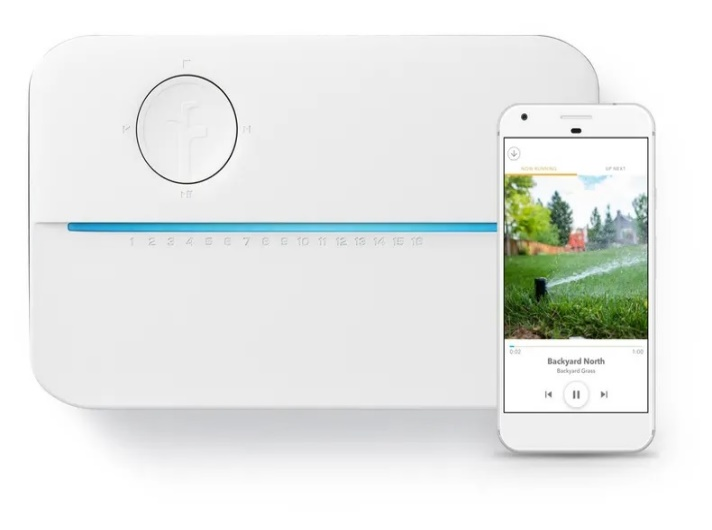 1 2 3 4 5 6 7 8 9 10 11 12 13 14 15 16
NOW RUNNING UP NEXT
0:02 1:00
Backyard North
Backyard Grass